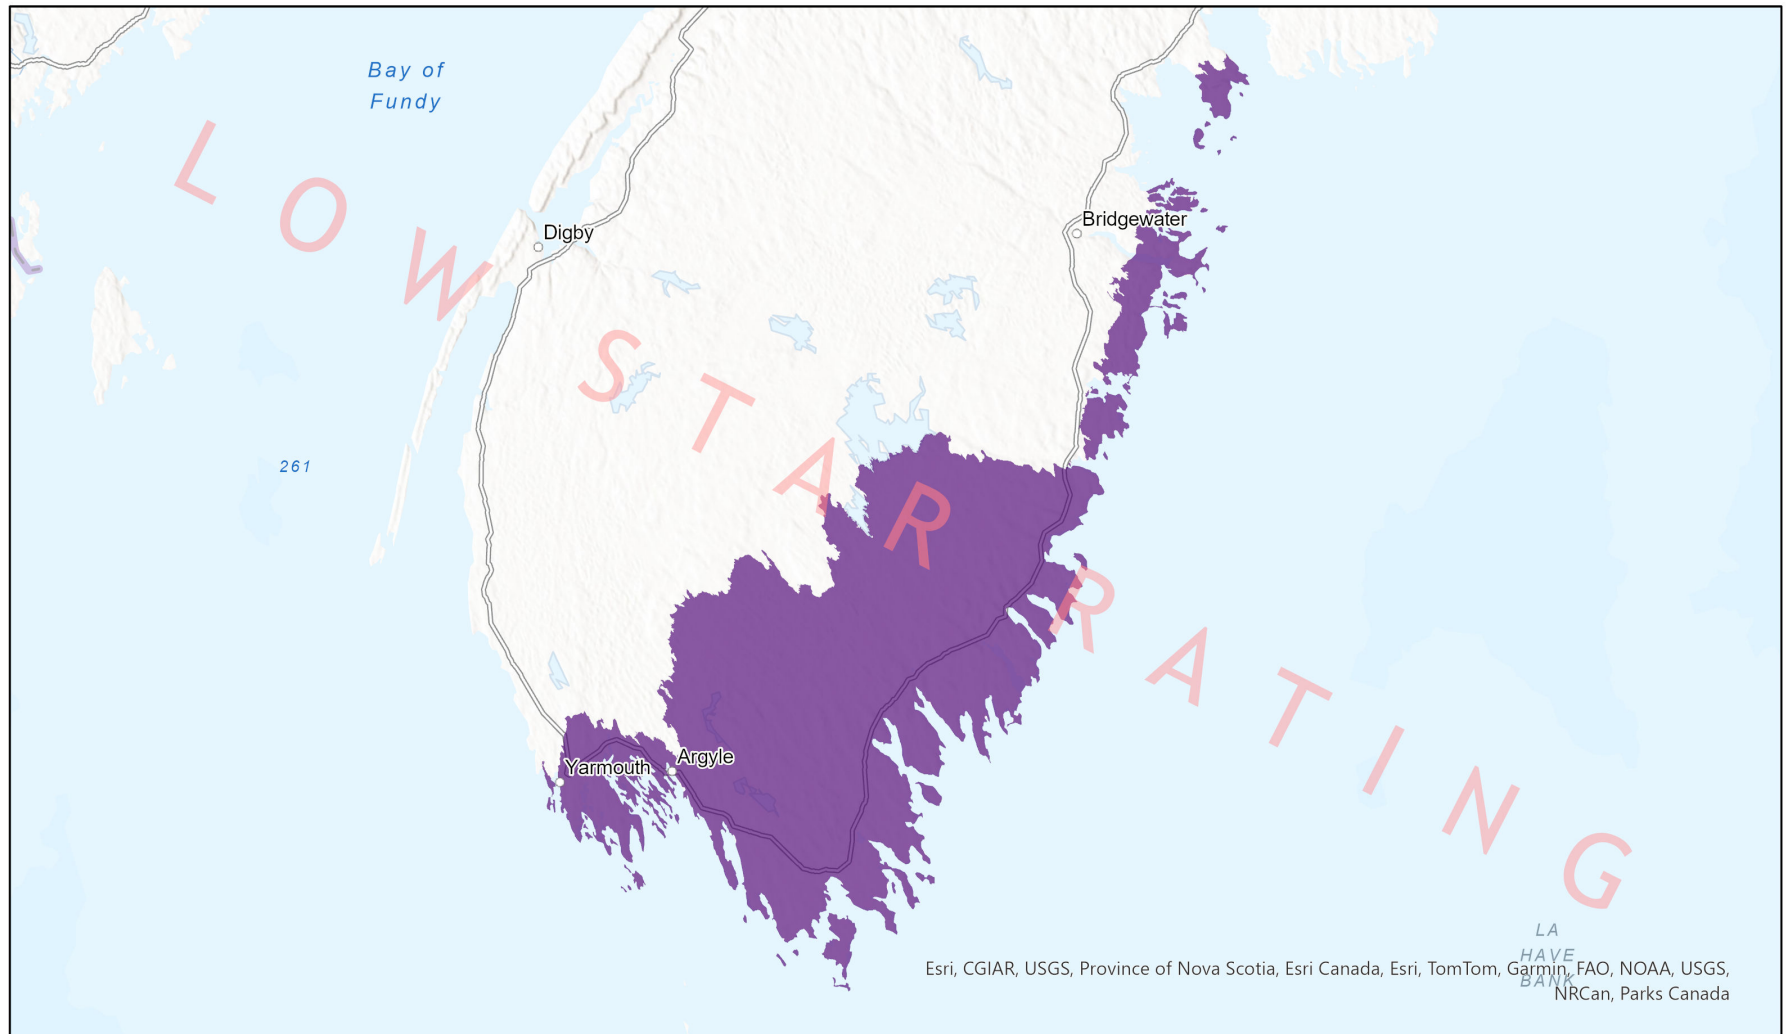 Bay of
Fundy
LOW STAR RATING
Digby
Bridgewater
261
Yarmouth
Argyle
LA
HAVE
BANK
Esri, CGIAR, USGS, Province of Nova Scotia, Esri Canada, Esri, TomTom, Garmin, FAO, NOAA, USGS,
NRCan, Parks Canada